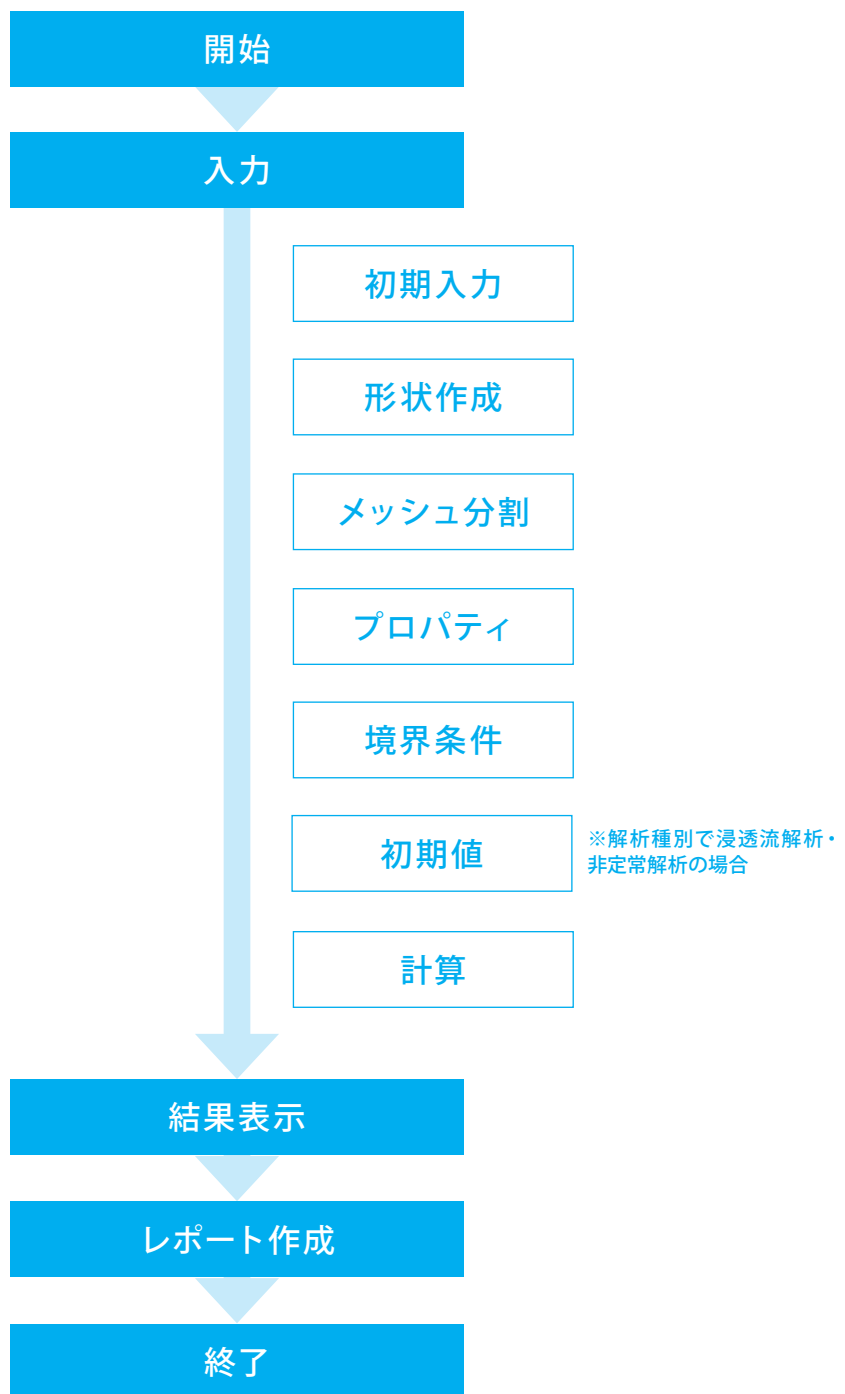 開始
入力
初期入力
形状作成
メッシュ分割
プロパティ
境界条件
初期値
※解析種別で浸透流解析・
非定常解析の場合
計算
結果表示
レポート作成
終了